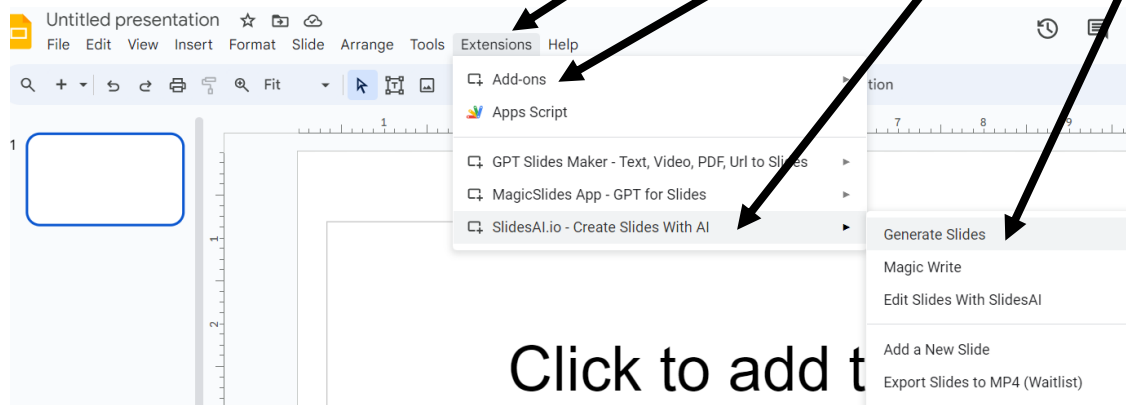 Untitled presentation
File Edit View Insert Format Slide Arrange Tools Extensions Help
Fit
Add-ons
tion
Apps Script
1 7 8 9
1
GPT Slides Maker - Text, Video, PDF, Url to Slides
MagicSlides App - GPT for Slides
SlidesAI.io - Create Slides With AI
Generate Slides
1
Magic Write
Edit Slides With SlidesAI
2
Add a New Slide
Click to add t
Export Slides to MP4 (Waitlist)